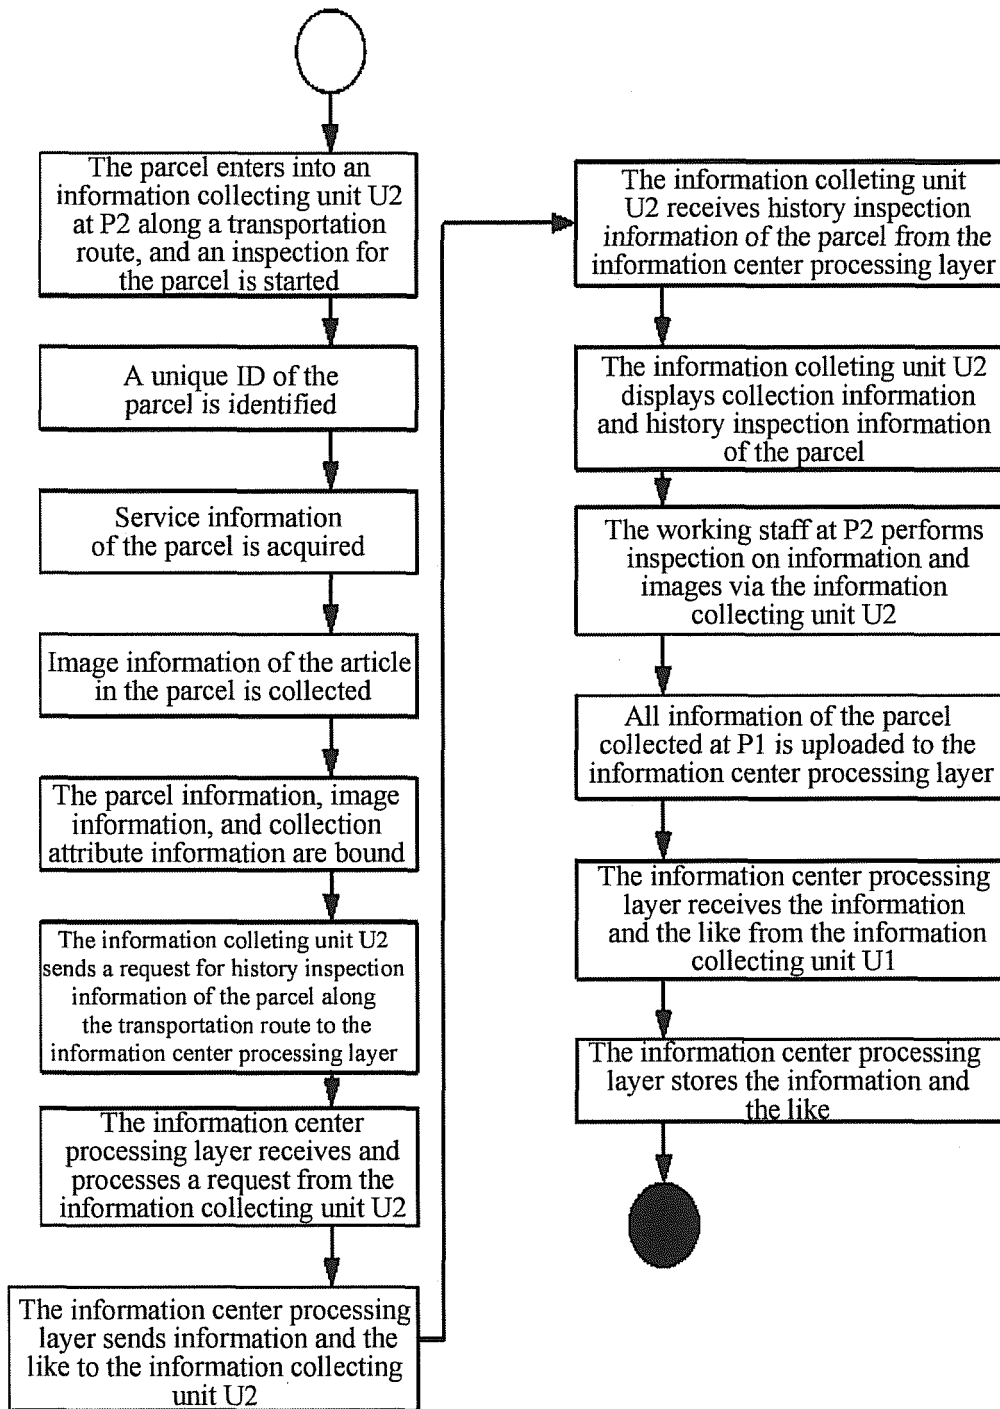 The parcel enters into an
information collecting unit U2
at P2 along a transportation
route, and an inspection for
the parcel is started
A unique ID of the
parcel is identified
Service information
of the parcel is acquired
Image information of the article
in the parcel is collected
The parcel information, image
information, and collection
attribute information are bound
The information colleting unit U2
sends a request for history inspection
information of the parcel along
the transportation route to the
information center processing layer
The information center
processing layer receives and
processes a request from the
information collecting unit U2
The information center processing
layer sends information and the
like to the information collecting
unit U2
The information colleting unit
U2 receives history inspection
information of the parcel from the
information center processing layer
The information colleting unit U2
displays collection information
and history inspection information
of the parcel
The working staff at P2 performs
inspection on information and
images via the information
collecting unit U2
All information of the parcel
collected at P1 is uploaded to the
information center processing layer
The information center processing
layer receives the information
and the like from the information
collecting unit U1
The information center processing
layer stores the information and
the like